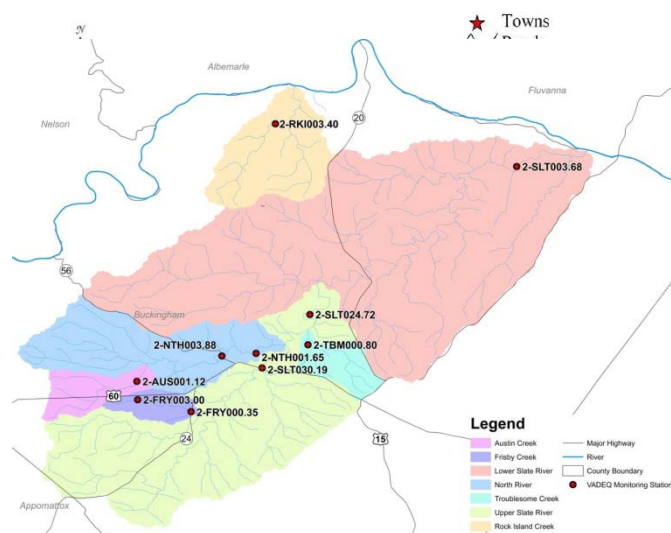 N
Towns
Albemarle
Fluvanna
Nelson
20
2-RKI003.40
2-SLT003.68
56
Buckingham
2-SLT024.72
2-NTH003.88
2-TBM000.80
2-NTH001.65
2-SLT030.19
2-AUS001.12
60
2-FRY003.00
2-FRY000.35
24
15
Appomattox
Legend
Austin Creek
Frisby Creek
Lower Slate River
North River
Troublesome Creek
Upper Slate River
Rock Island Creek
Major Highway
River
County Boundary
VADEQ Monitoring Station